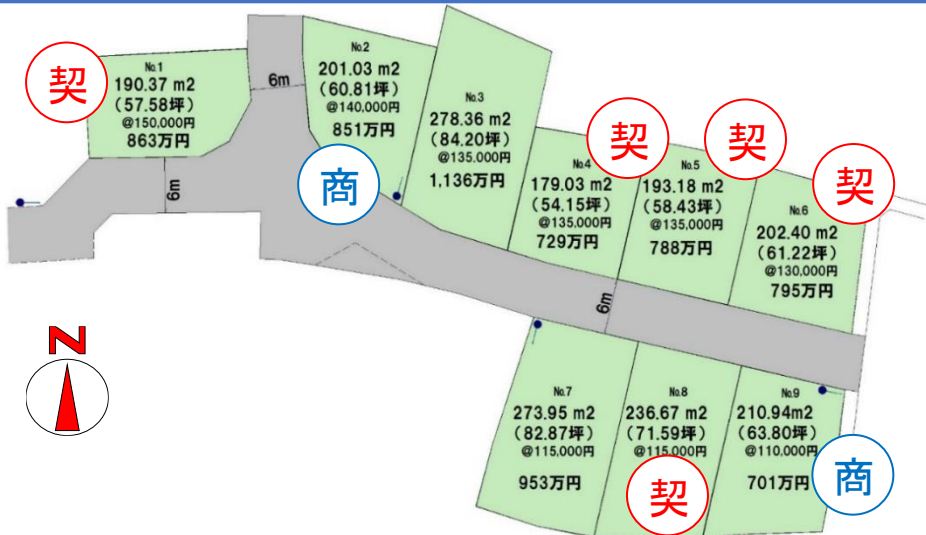 契
No.1
190.37 m2
(57.58坪)
@150,000円
863万円
6m
6m
No.2
201.03 m2
(60.81坪)
@140,000円
851万円
商
No.3
278.36 m2
(84.20坪)
@135,000円
1,136万円
No.4
179.03 m2
(54.15坪)
@135,000円
729万円
契
No.5
193.18 m2
(58.43坪)
@135,000円
788万円
契
No.6
202.40 m2
(61.22坪)
@130,000円
795万円
契
6m
N
No.7
273.95 m2
(82.87坪)
@115,000円
953万円
No.8
236.67 m2
(71.59坪)
@115,000円
契
No.9
210.94m2
(63.80坪)
@110,000円
701万円
商